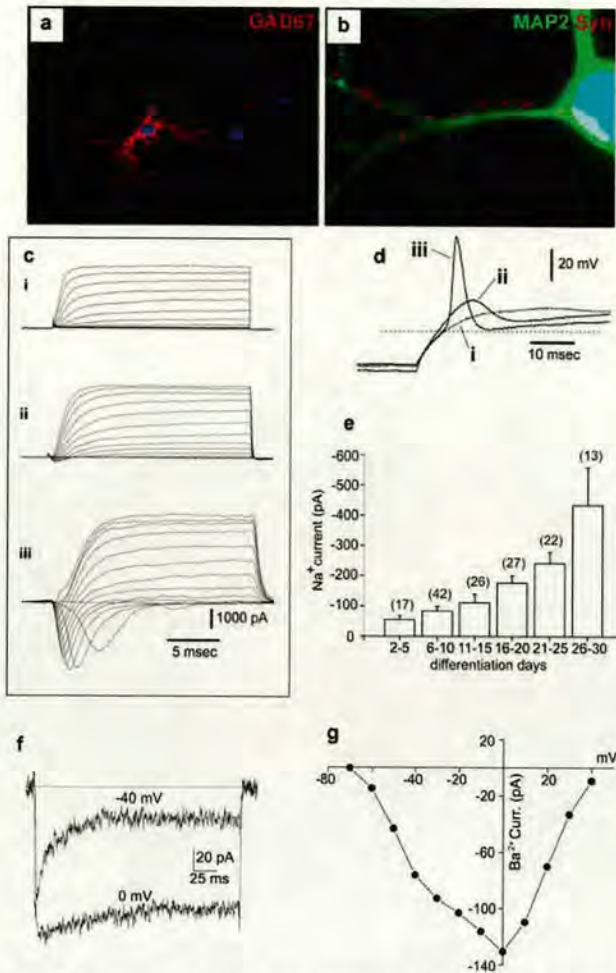 a GAD67
b MAP2 Syn
c
i
ii
iii
1000 pA
5 msec
d
iii
ii
i
20 mV
10 msec
e
Na+ current (pA)
-600
-500
-400
-300
-200
-100
0
(17)
(42)
(26)
(27)
(22)
(13)
2-5 6-10 11-15 16-20 21-25 26-30
differentiation days
f
-40 mV
20 pA
25 ms
0 mV
g
20
mV
-80 -40 -20 20 40
-20
-60
-100
-140
Ba2+ Curr. (pA)